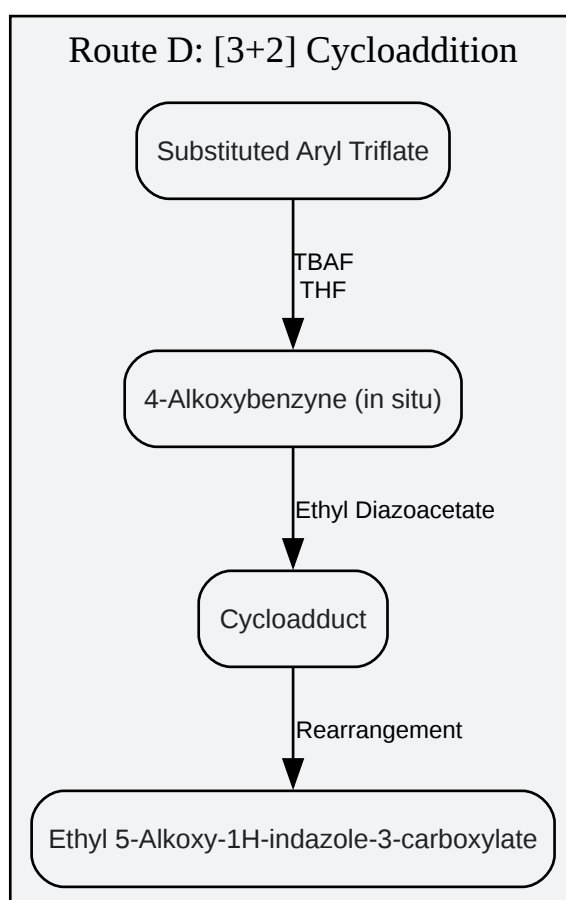 Route D: [3+2] Cycloaddition
Substituted Aryl Triflate
TBAF
THF
4-Alkoxybenzyne (in situ)
Ethyl Diazoacetate
Cycloadduct
Rearrangement
Ethyl 5-Alkoxy-1H-indazole-3-carboxylate